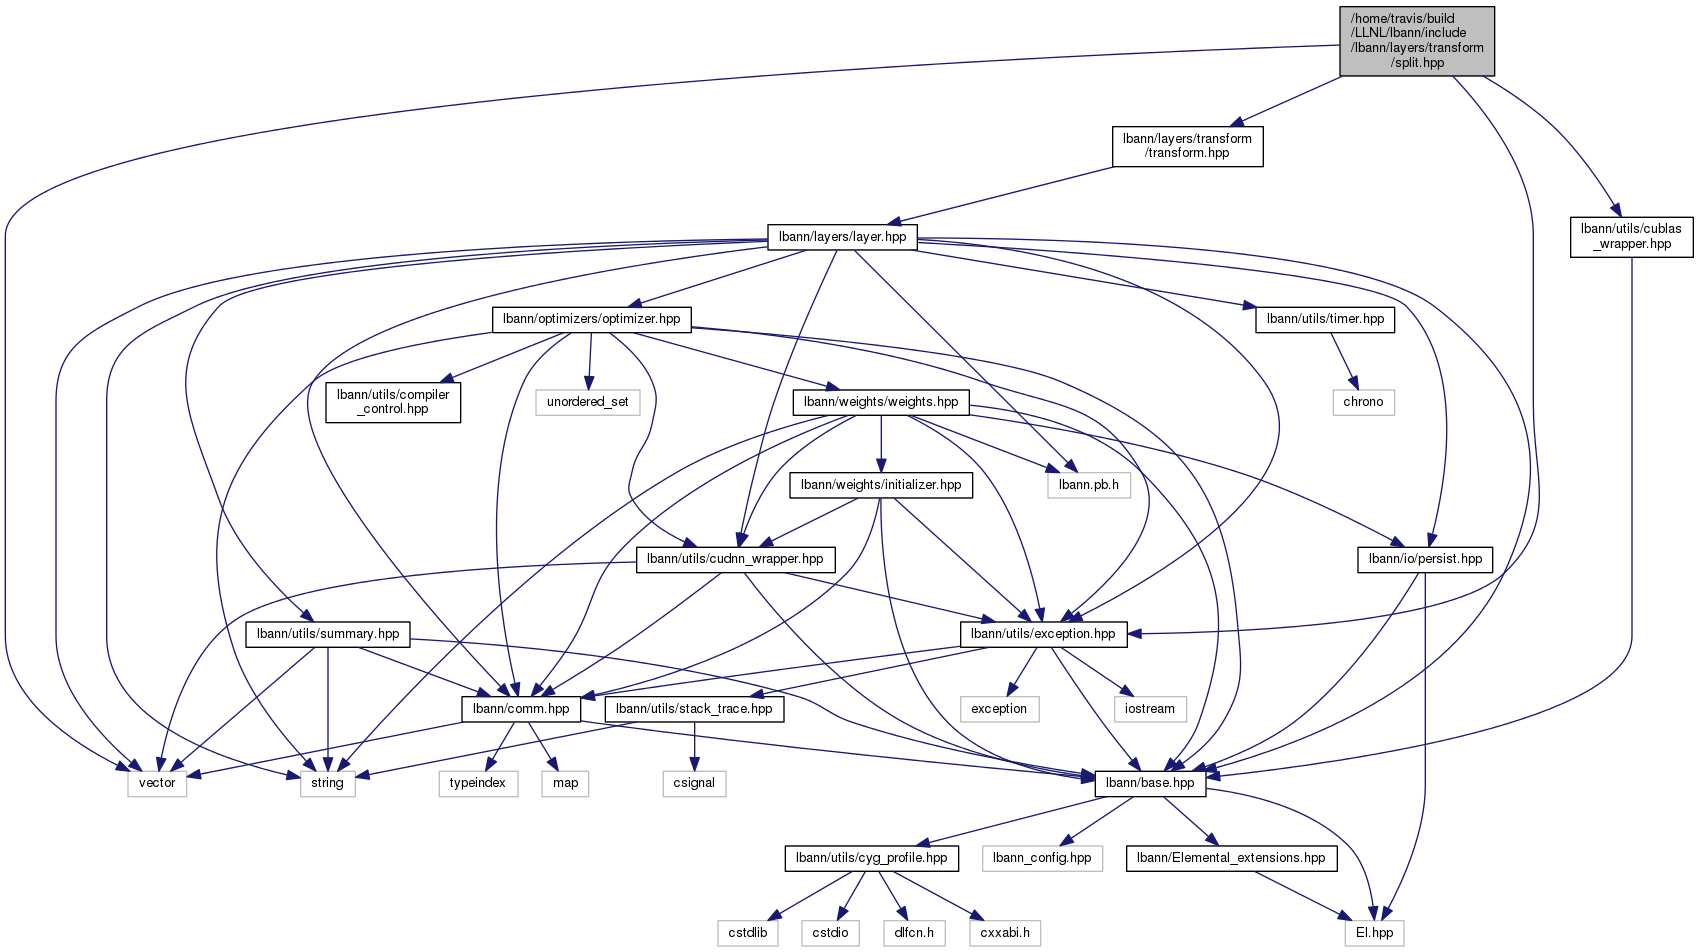 /home/travis/build
/LLNL/lbann/include
/lbann/layers/transform
/split.hpp
lbann/layers/transform
/transform.hpp
lbann/layers/layer.hpp
lbann/utils/cublas
_wrapper.hpp
lbann/optimizers/optimizer.hpp
lbann/utils/timer.hpp
lbann/utils/compiler
_control.hpp
unordered_set
lbann/weights/weights.hpp
chrono
lbann/weights/initializer.hpp
lbann.pb.h
lbann/utils/cudnn_wrapper.hpp
lbann/io/persist.hpp
lbann/utils/summary.hpp
lbann/utils/exception.hpp
lbann/comm.hpp
lbann/utils/stack_trace.hpp
exception
iostream
vector
string
typeindex
map
csignal
lbann/base.hpp
lbann/utils/cyg_profile.hpp
lbann_config.hpp
lbann/Elemental_extensions.hpp
cstdlib
cstdio
dlfcn.h
cxxabi.h
El.hpp